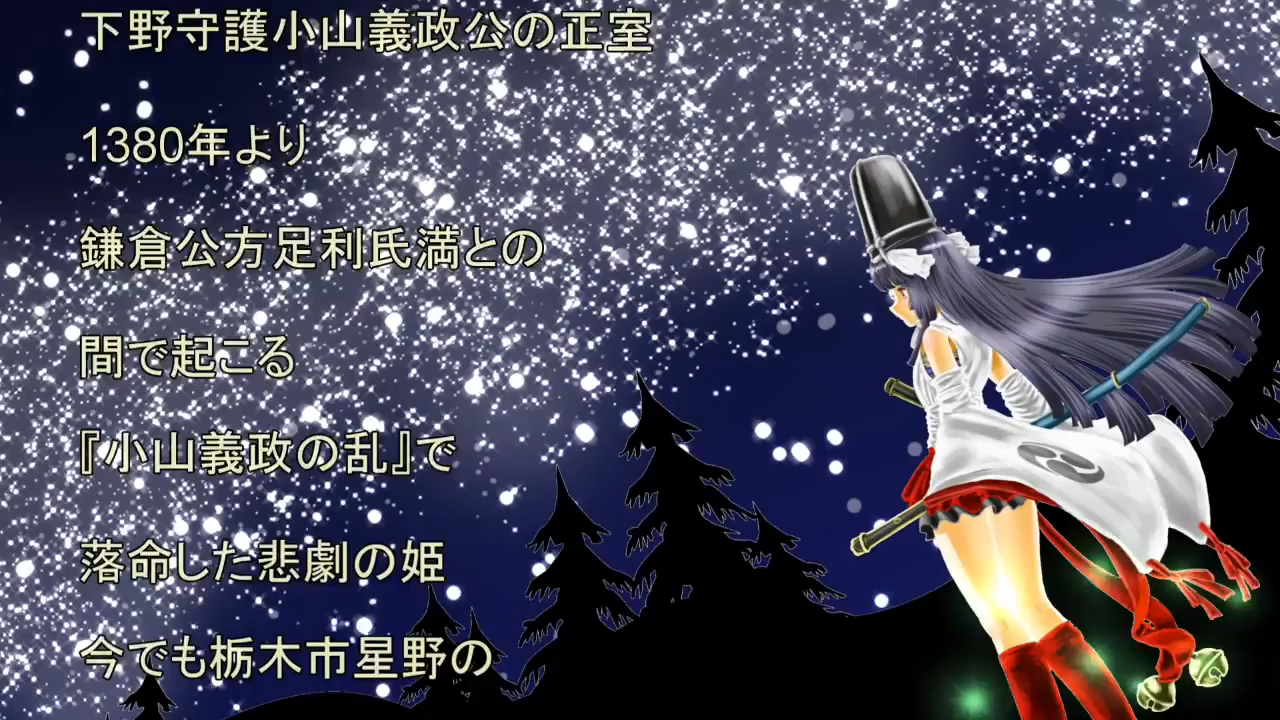 下野守護小山義政公の正室
1380年より
鎌倉公方足利氏満との
間で起こる
『小山義政の乱』で
落命した悲劇の姫
今でも栃木市星野の